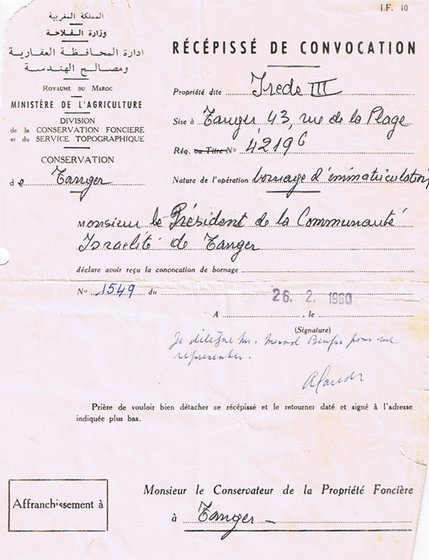 I.F. 10
المملكة المغربية
وزارة الفلاحة
ادارة المحافظة العقارية
ومصالح الهندسة
ROYAUME DU MAROC
MINISTÈRE DE L'AGRICULTURE
DIVISION
de la CONSERVATION FONCIÈRE
et du SERVICE TOPOGRAPHIQUE
CONSERVATION
de Tanger
RÉCÉPISSÉ DE CONVOCATION
Propriété dite Irede III
Sise à Tanger 43, rue de la Plage
Réq. ou Titre No 42196
Nature de l'opération bornage d'immatriculation
Monsieur le Président de la Communauté
Israelite de Tanger
déclare avoir reçu la convocation de bornage
No 1549 du 26. 2. 1960
A , le
(Signature)
Je délègue Mr. pour me
représenter.
Prière de vouloir bien détacher ce récépissé et le retourner daté et signé à l'adresse
indiquée plus bas.
Affranchissement à
Monsieur le Conservateur de la Propriété Foncière
à Tanger